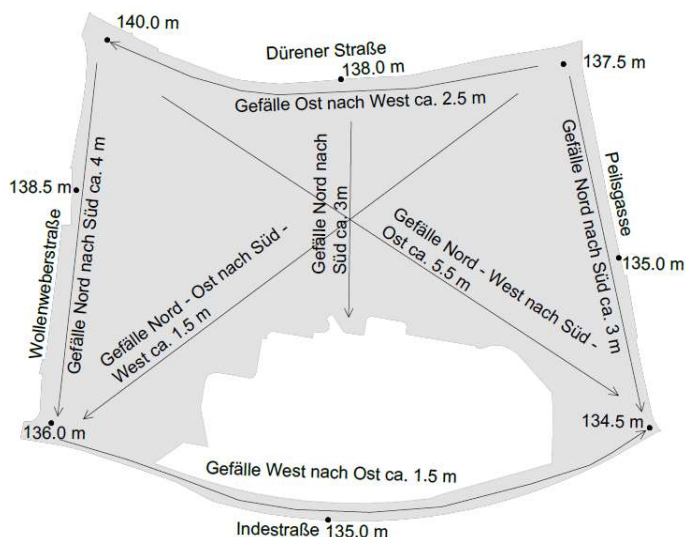 140.0 m
Dürener Straße
138.0 m
137.5 m
Gefälle Ost nach West ca. 2.5 m
138.5 m
Wollenweberstraße
Gefälle Nord nach Süd ca. 4 m
Gefälle Nord nach
Süd ca. 3m
Gefälle Nord - Ost nach Süd -
West ca. 1.5 m
Gefälle Nord - West nach Süd -
Ost ca. 5.5 m
Gefälle Nord nach Süd ca. 3 m
Peilsgasse
135.0 m
136.0 m
134.5 m
Gefälle West nach Ost ca. 1.5 m
Indestraße 135.0 m